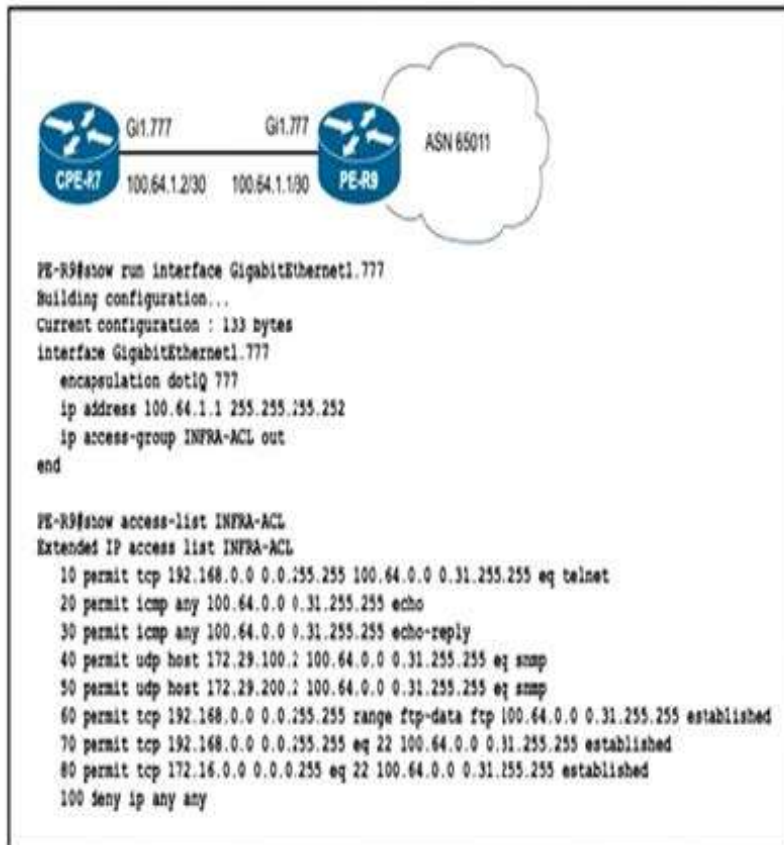 Gi1.777
Gi1.777
ASN 65011
CPE-R7
100.64.1.2/30
100.64.1.1/30
PE-R9
PE-R9#show run interface GigabitEthernet1.777
Building configuration...
Current configuration : 133 bytes
interface GigabitEthernet1.777
encapsulation dot1Q 777
ip address 100.64.1.1 255.255.255.252
ip access-group INFRA-ACL out
end
PE-R9#show access-list INFRA-ACL
Extended IP access list INFRA-ACL
10 permit tcp 192.168.0.0 0.0.255.255 100.64.0.0 0.31.255.255 eq telnet
20 permit icmp any 100.64.0.0 0.31.255.255 echo
30 permit icmp any 100.64.0.0 0.31.255.255 echo-reply
40 permit udp host 172.29.100.2 100.64.0.0 0.31.255.255 eq snmp
50 permit udp host 172.29.200.2 100.64.0.0 0.31.255.255 eq snmp
60 permit tcp 192.168.0.0 0.0.255.255 range ftp-data ftp 100.64.0.0 0.31.255.255 established
70 permit tcp 192.168.0.0 0.0.255.255 eq 22 100.64.0.0 0.31.255.255 established
80 permit tcp 172.16.0.0 0.0.0.255 eq 22 100.64.0.0 0.31.255.255 established
100 deny ip any any